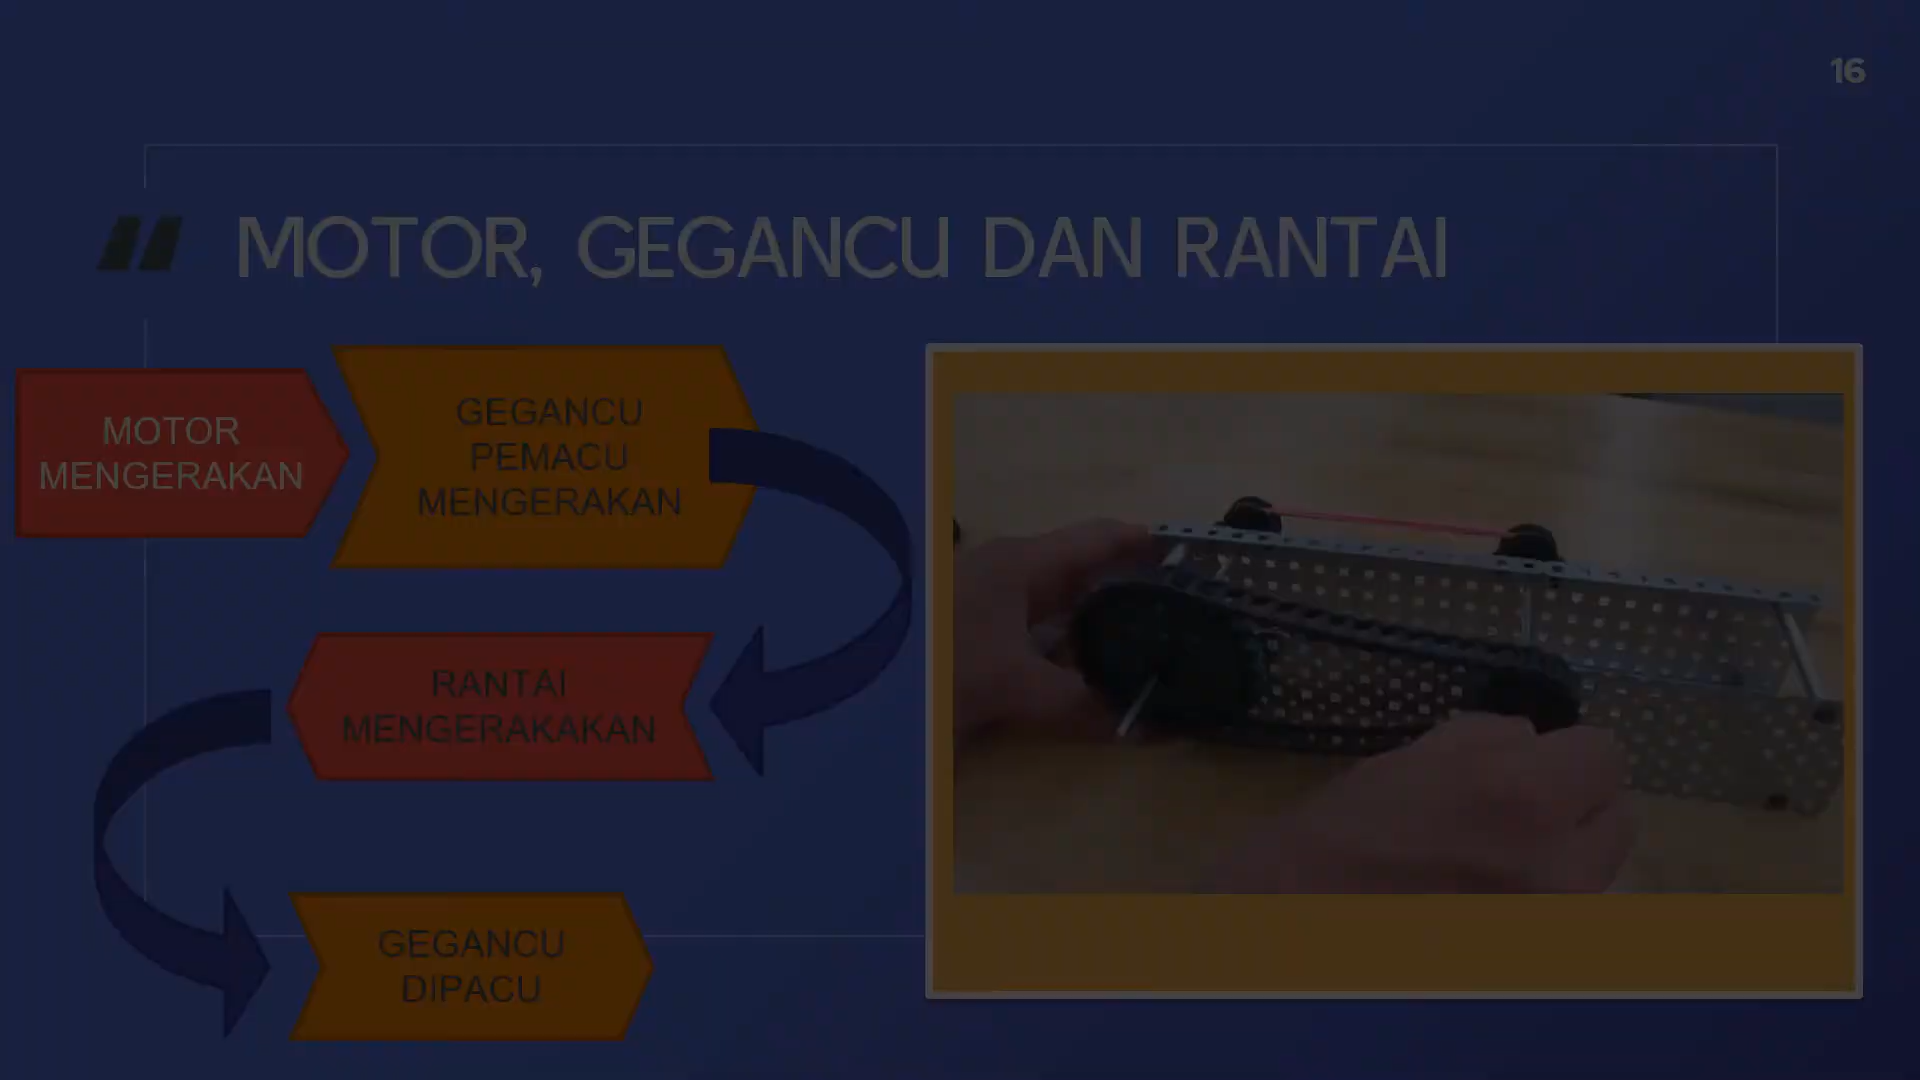 16
MOTOR, GEGANCU DAN RANTAI
MOTOR
MENGERAKAN
GEGANCU
PEMACU
MENGERAKAN
RANTAI
MENGERAKAKAN
GEGANCU
DIPACU